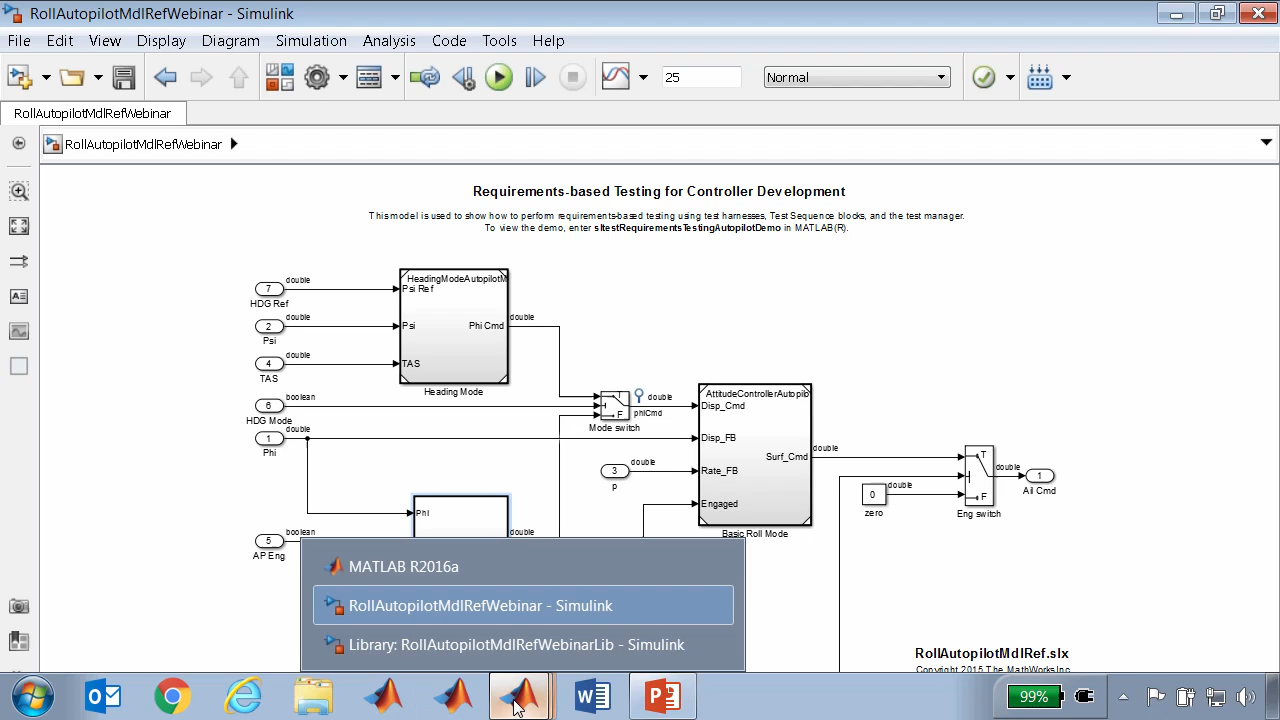 RollAutopilotMdlRefWebinar - Simulink
File Edit View Display Diagram Simulation Analysis Code Tools Help
25
Normal
RollAutopilotMdlRefWebinar
RollAutopilotMdlRefWebinar
Requirements-based Testing for Controller Development
This model is used to show how to perform requirements-based testing using test harnesses, Test Sequence blocks, and the test manager.
To view the demo, enter sltestRequirementsTestingAutopilotDemo in MATLAB(R).
HeadingModeAutopilotM
double
7
Psi Ref
HDG Ref
double
2
Psi
Phi Cmd
double
Psi
double
4
TAS
TAS
Heading Mode
boolean
6
HDG Mode
T
F
double
phiCmd
Mode switch
AttitudeControllerAutopilo
Disp_Cmd
double
1
Phi
Disp_FB
Surf_Cmd
double
double
3
p
Rate_FB
Engaged
Basic Roll Mode
double
0
zero
T
F
Eng switch
double
1
Ail Cmd
Phi
double
boolean
5
AP Eng
MATLAB R2016a
RollAutopilotMdlRefWebinar - Simulink
Library: RollAutopilotMdlRefWebinarLib - Simulink
RollAutopilotMdlRef.slx
Copyright 2015 The MathWorks Inc
99%